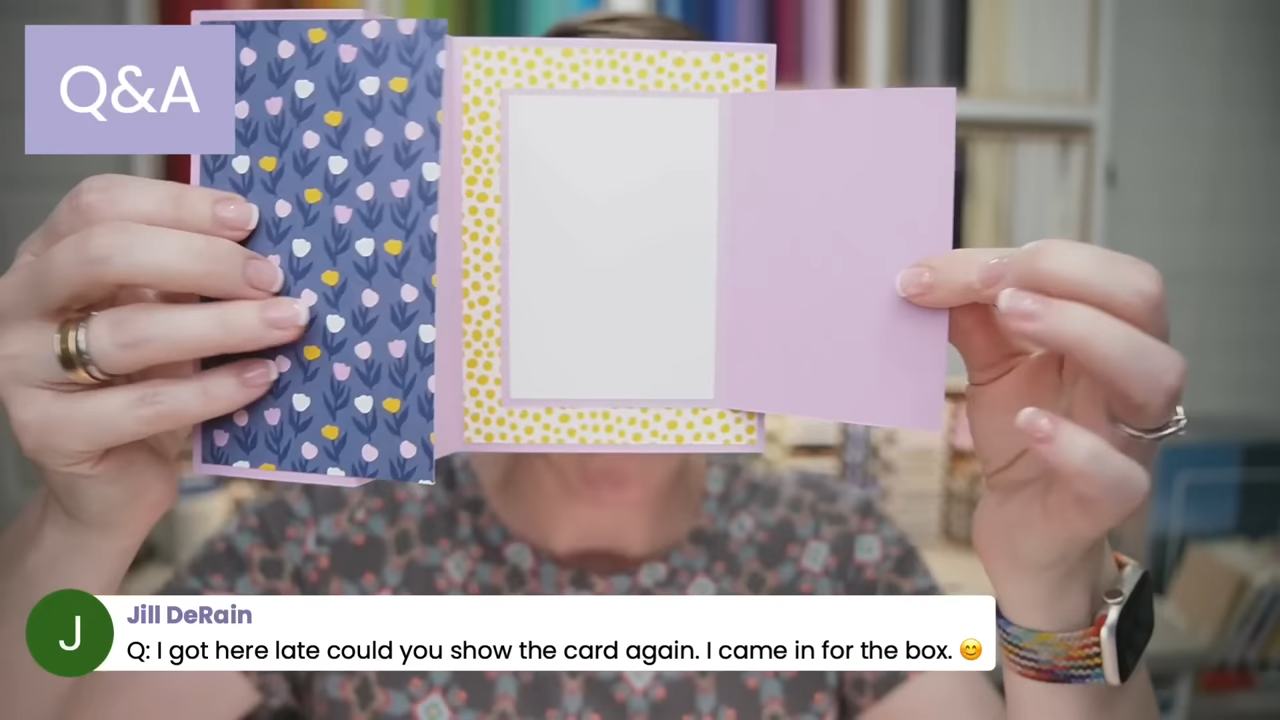 Q&A
J
Jill DeRain
Q: I got here late could you show the card again. I came in for the box. 😊